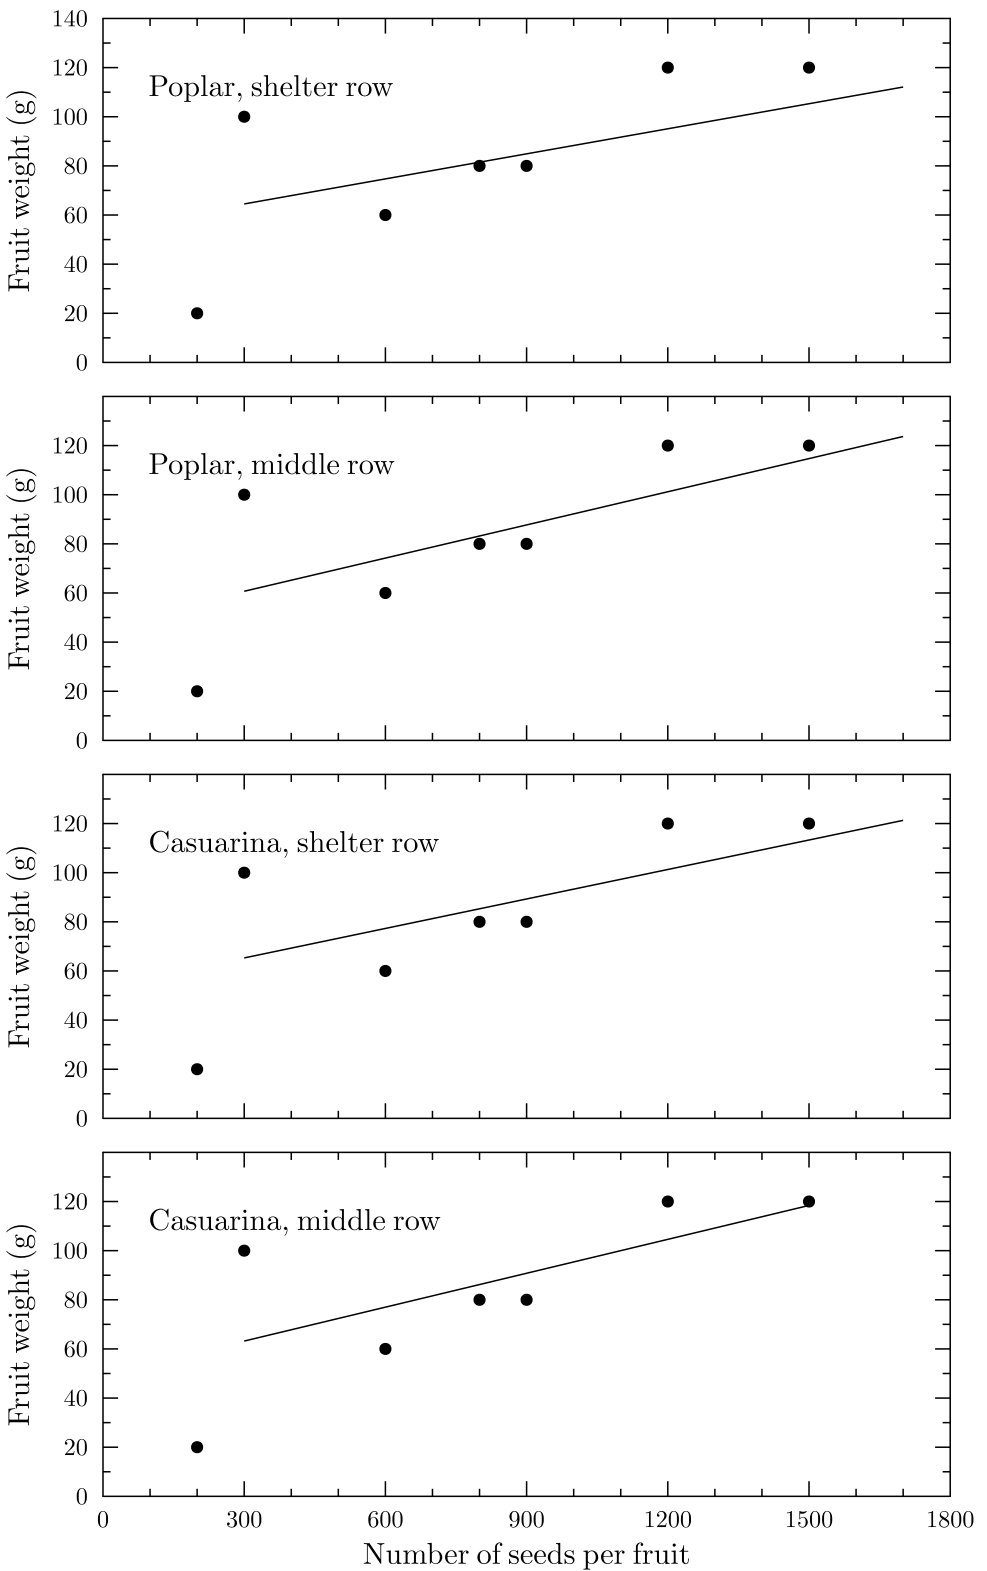 140
120
100
80
60
40
20
0
Fruit weight (g)
Poplar, shelter row
120
100
80
60
40
20
0
Fruit weight (g)
Poplar, middle row
120
100
80
60
40
20
0
Fruit weight (g)
Casuarina, shelter row
120
100
80
60
40
20
0
Fruit weight (g)
Casuarina, middle row
0 300 600 900 1200 1500 1800
Number of seeds per fruit